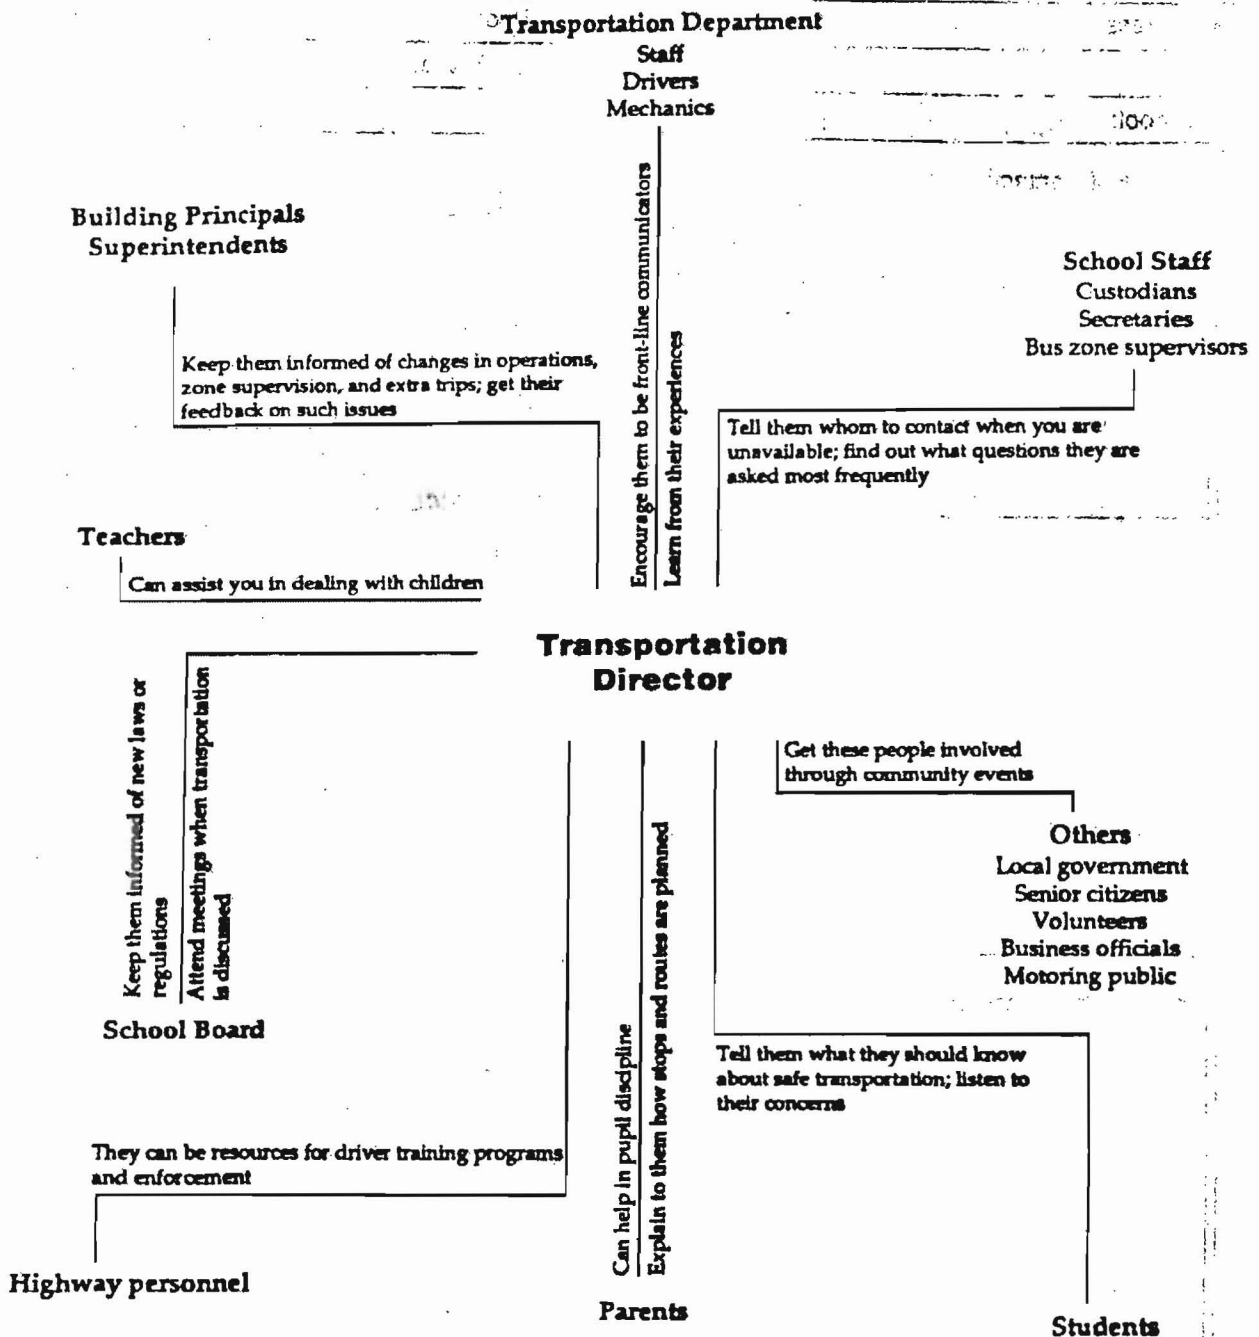 Transportation Department
Staff
Drivers
Mechanics
Building Principals
Superintendents
Keep them informed of changes in operations,
zone supervision, and extra trips; get their
feedback on such issues
Encourage them to be front-line communicators
Learn from their experiences
School Staff
Custodians
Secretaries
Bus zone supervisors
Tell them whom to contact when you are
unavailable; find out what questions they are
asked most frequently
Teachers
Can assist you in dealing with children
Transportation
Director
Keep them informed of new laws or
regulations
Attend meetings when transportation
is discussed
School Board
Get these people involved
through community events
Others
Local government
Senior citizens
Volunteers
Business officials
Motoring public
Tell them what they should know
about safe transportation; listen to
their concerns
Can help in pupil discipline
Explain to them how stops and routes are planned
They can be resources for driver training programs
and enforcement
Highway personnel
Parents
Students